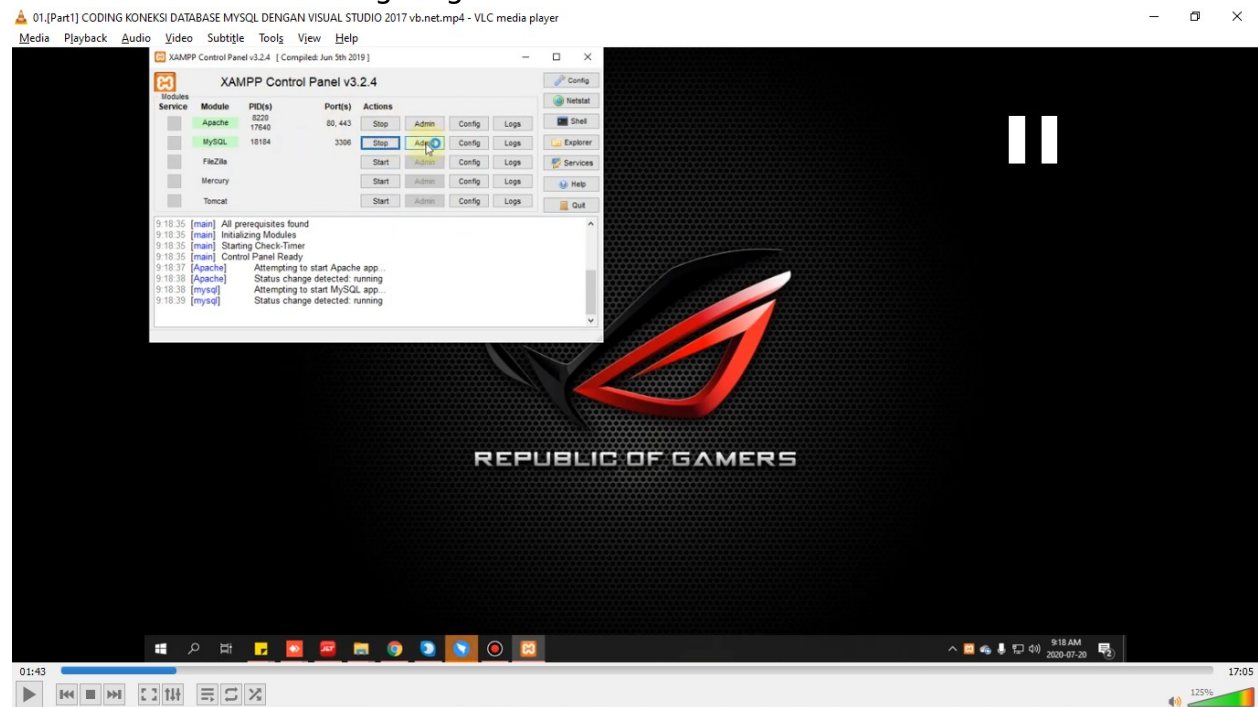 01.[Part1] CODING KONEKSI DATABASE MYSQL DENGAN VISUAL STUDIO 2017 vb.net.mp4 - VLC media player
Media Playback Audio Video Subtitle Tools View Help
XAMPP Control Panel v3.2.4 [ Compiled: Jun 5th 2019 ]
XAMPP Control Panel v3.2.4
Config
Modules
Service Module PID(s) Port(s) Actions
Netstat
Apache 8220 17640 80, 443 Stop Admin Config Logs
Shell
MySQL 18184 3306 Stop Config Logs
Explorer
FileZilla Start Admin Config Logs
Services
Mercury Start Admin Config Logs
Help
Tomcat Start Admin Config Logs
Quit
9:18:35 [main] All prerequisites found
9:18:35 [main] Initializing Modules
9:18:35 [main] Starting Check-Timer
9:18:35 [main] Control Panel Ready
9:18:37 [Apache] Attempting to start Apache app...
9:18:38 [Apache] Status change detected: running
9:18:38 [mysql] Attempting to start MySQL app...
9:18:39 [mysql] Status change detected: running
REPUBLIC OF GAMERS
9:18 AM
2020-07-20
2
01:43
17:05
125%